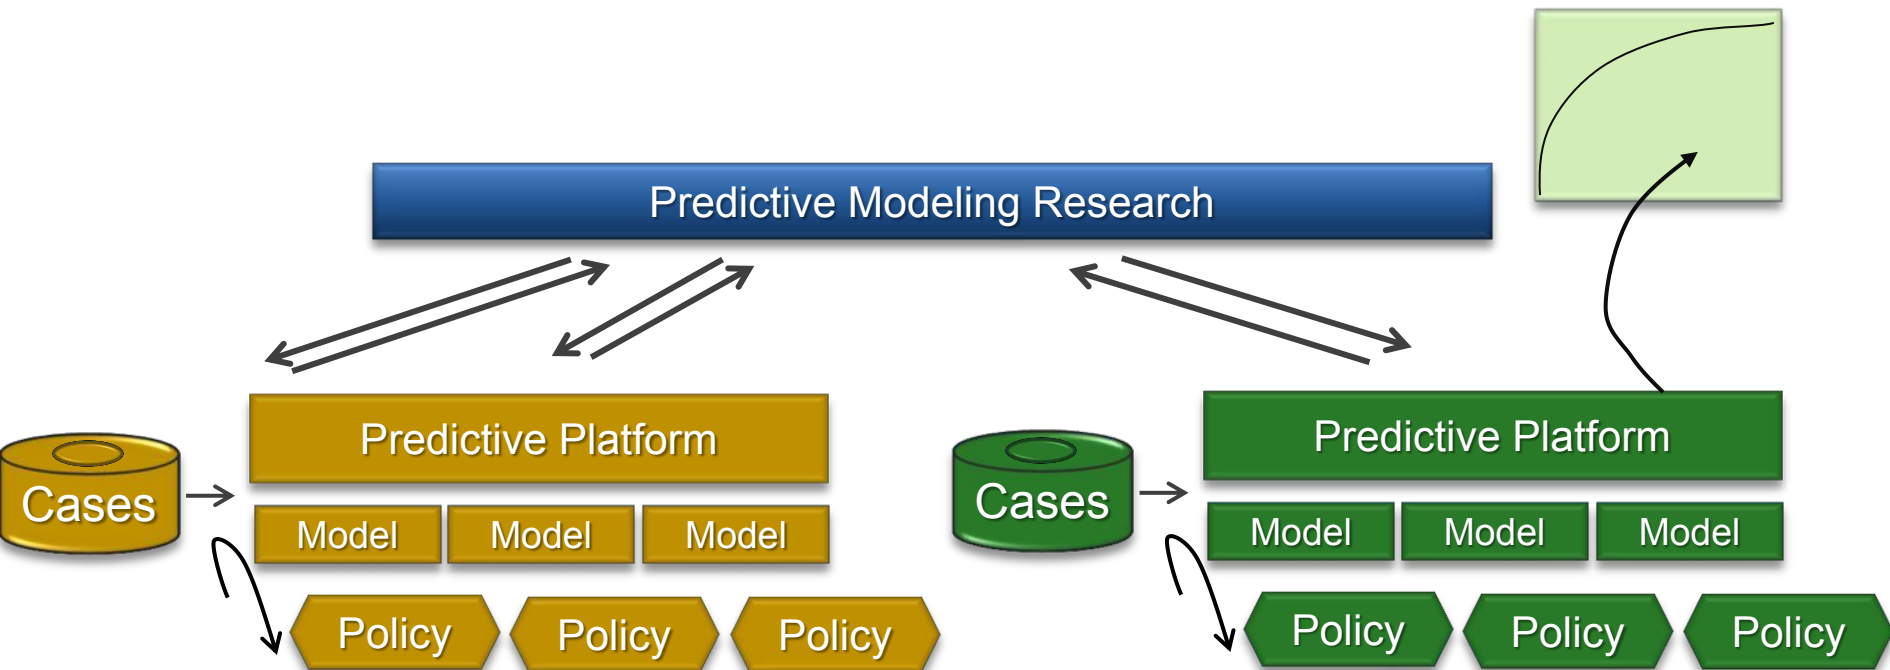 Predictive Modeling Research
Predictive Platform
Cases
Model Model Model
Policy Policy Policy
Predictive Platform
Cases
Model Model Model
Policy Policy Policy